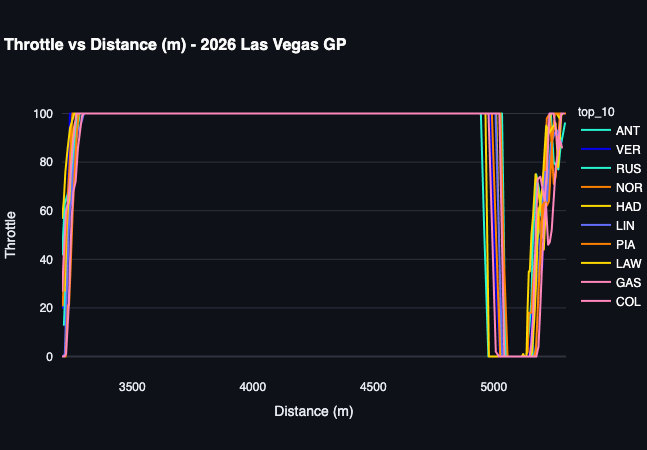 Throttle vs Distance (m) - 2026 Las Vegas GP
top_10
ANT
VER
RUS
NOR
HAD
LIN
PIA
LAW
GAS
COL
Throttle
100
80
60
40
20
0
3500
4000
4500
5000
Distance (m)